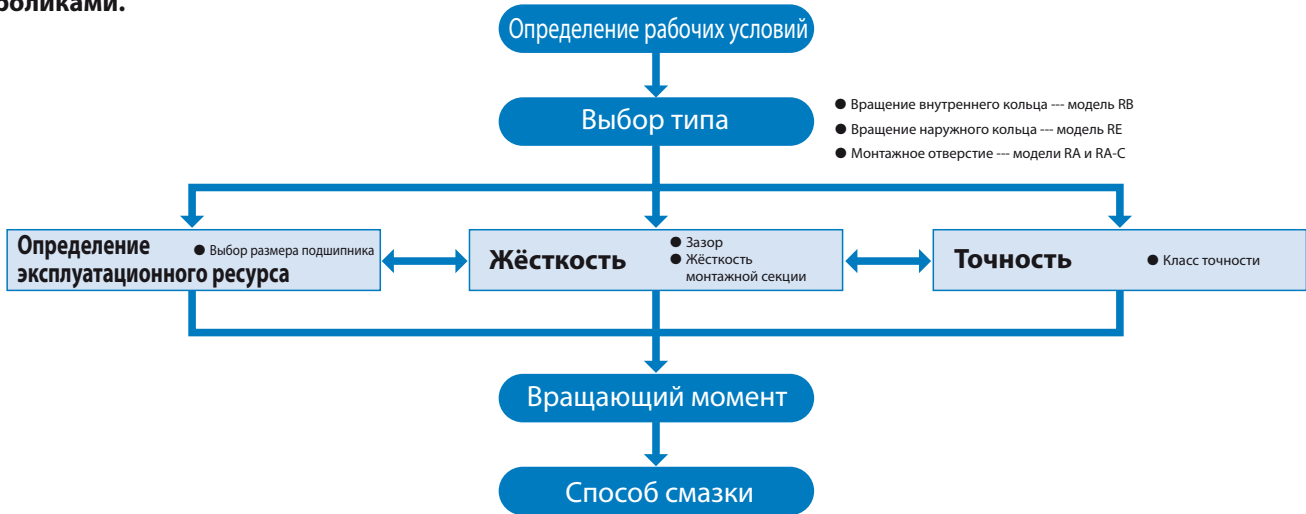 роликами.
Определение рабочих условий
Выбор типа
● Вращение внутреннего кольца --- модель RB
● Вращение наружного кольца --- модель RE
● Монтажное отверстие --- модели RA и RA-C
Определение
эксплуатационного ресурса
● Выбор размера подшипника
Жёсткость
● Зазор
● Жёсткость
монтажной секции
Точность
● Класс точности
Вращающий момент
Способ смазки